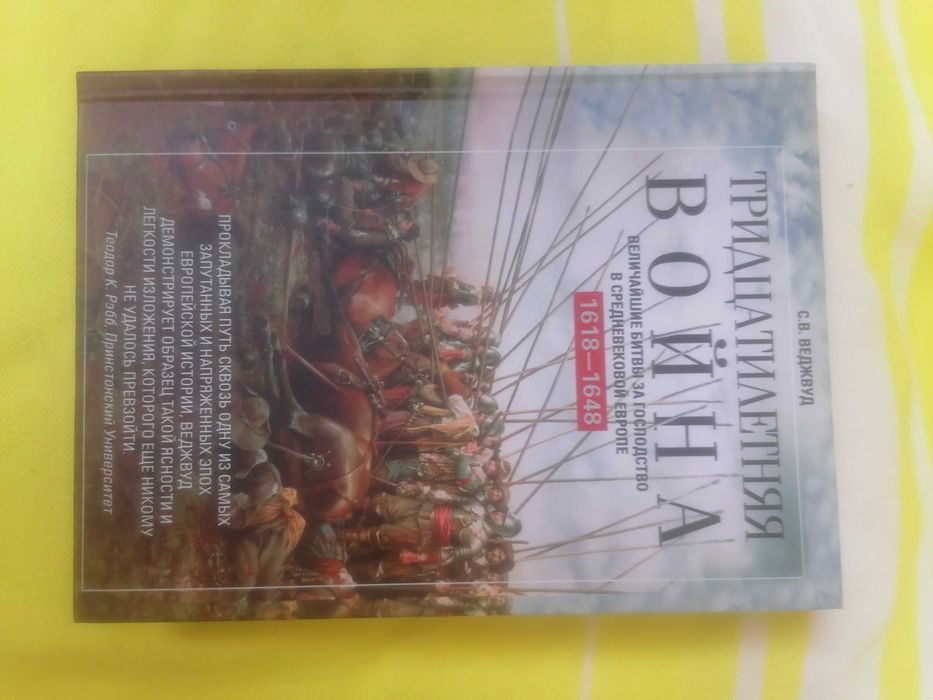 С.В. ВЕДЖВУД
ТРИДЦАТИЛЕТНЯЯ
ВОЙНА
ВЕЛИЧАЙШИЕ БИТВЫ ЗА ГОСПОДСТВО
В СРЕДНЕВЕКОВОЙ ЕВРОПЕ
1618—1648
ПРОКЛАДЫВАЯ ПУТЬ СКВОЗЬ ОДНУ ИЗ САМЫХ
ЗАПУТАННЫХ И НАПРЯЖЕННЫХ ЭПОХ
ЕВРОПЕЙСКОЙ ИСТОРИИ, ВЕДЖВУД
ДЕМОНСТРИРУЕТ ОБРАЗЕЦ ТАКОЙ ЯСНОСТИ И
ЛЕГКОСТИ ИЗЛОЖЕНИЯ, КОТОРОГО ЕЩЕ НИКОМУ
НЕ УДАЛОСЬ ПРЕВЗОЙТИ.
Теодор К. Рэбб, Принстонский Университет